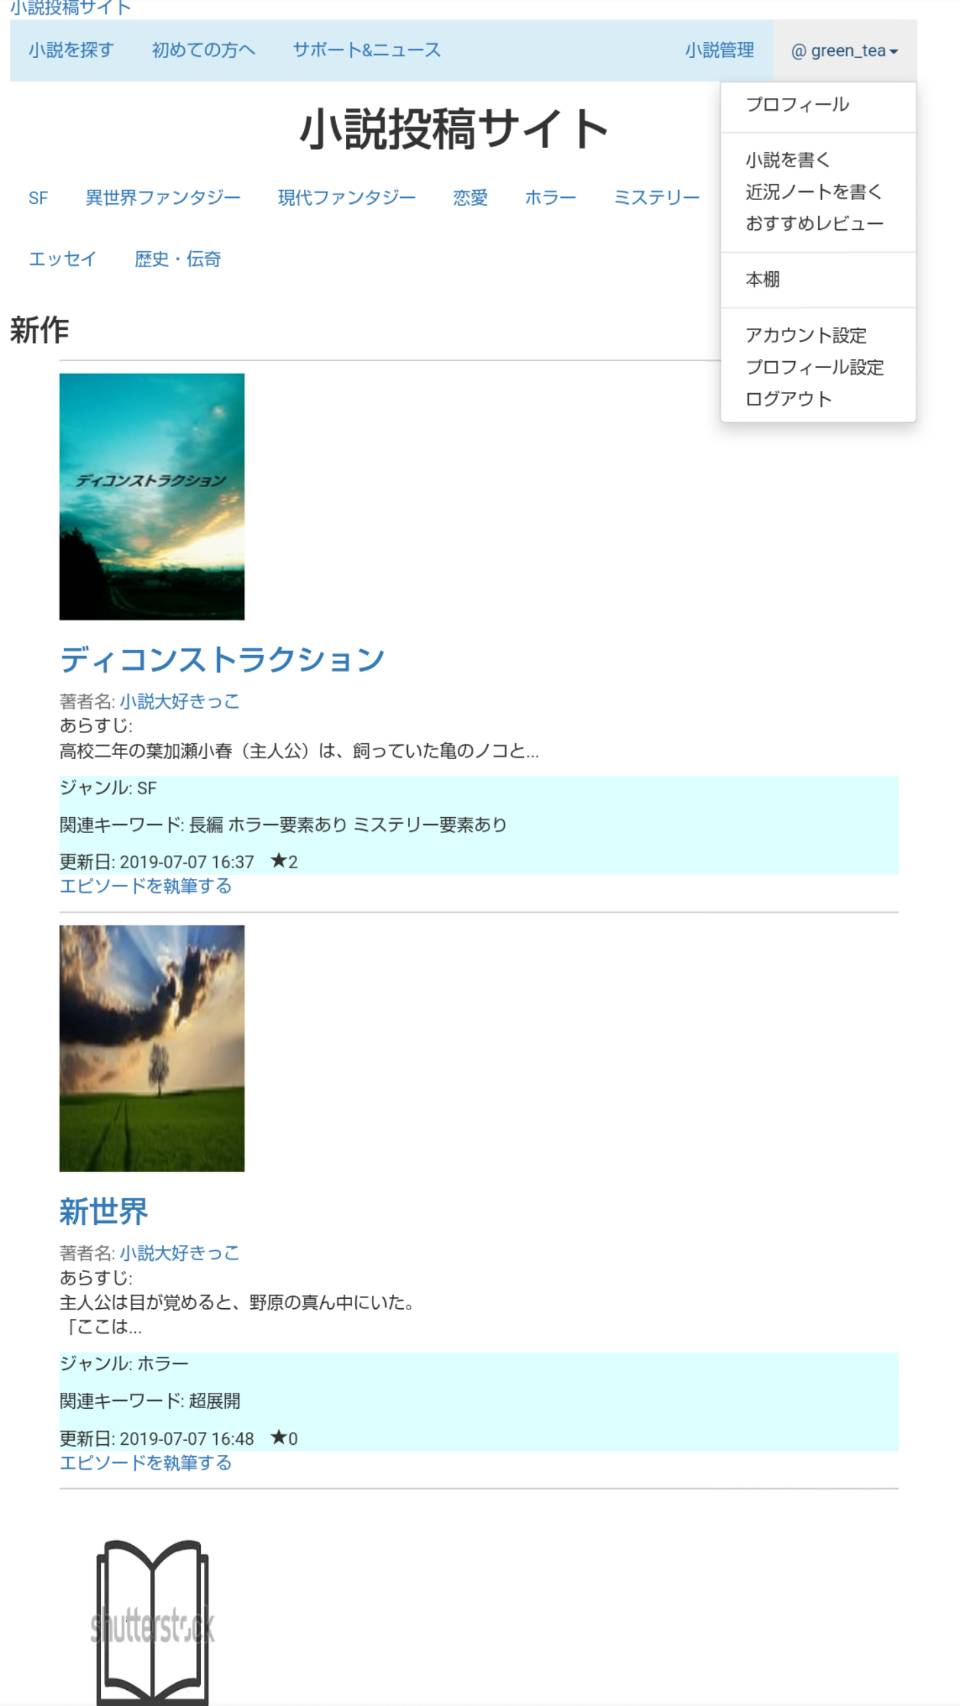 小説投稿サイト
小説を探す 初めての方へ サポート&ニュース 小説管理 @ green_tea
プロフィール
小説を書く
近況ノートを書く
おすすめレビュー
本棚
アカウント設定
プロフィール設定
ログアウト
小説投稿サイト
SF 異世界ファンタジー 現代ファンタジー 恋愛 ホラー ミステリー
エッセイ 歴史・伝奇
新作
ディコンストラクション
ディコンストラクション
著者名: 小説大好きっこ
あらすじ:
高校二年の葉加瀬小春（主人公）は、飼っていた亀のノコと...
ジャンル: SF
関連キーワード: 長編 ホラー要素あり ミステリー要素あり
更新日: 2019-07-07 16:37 ★2
エピソードを執筆する
新世界
著者名: 小説大好きっこ
あらすじ:
主人公は目が覚めると、野原の真ん中にいた。
「ここは...
ジャンル: ホラー
関連キーワード: 超展開
更新日: 2019-07-07 16:48 ★0
エピソードを執筆する
shutterstock